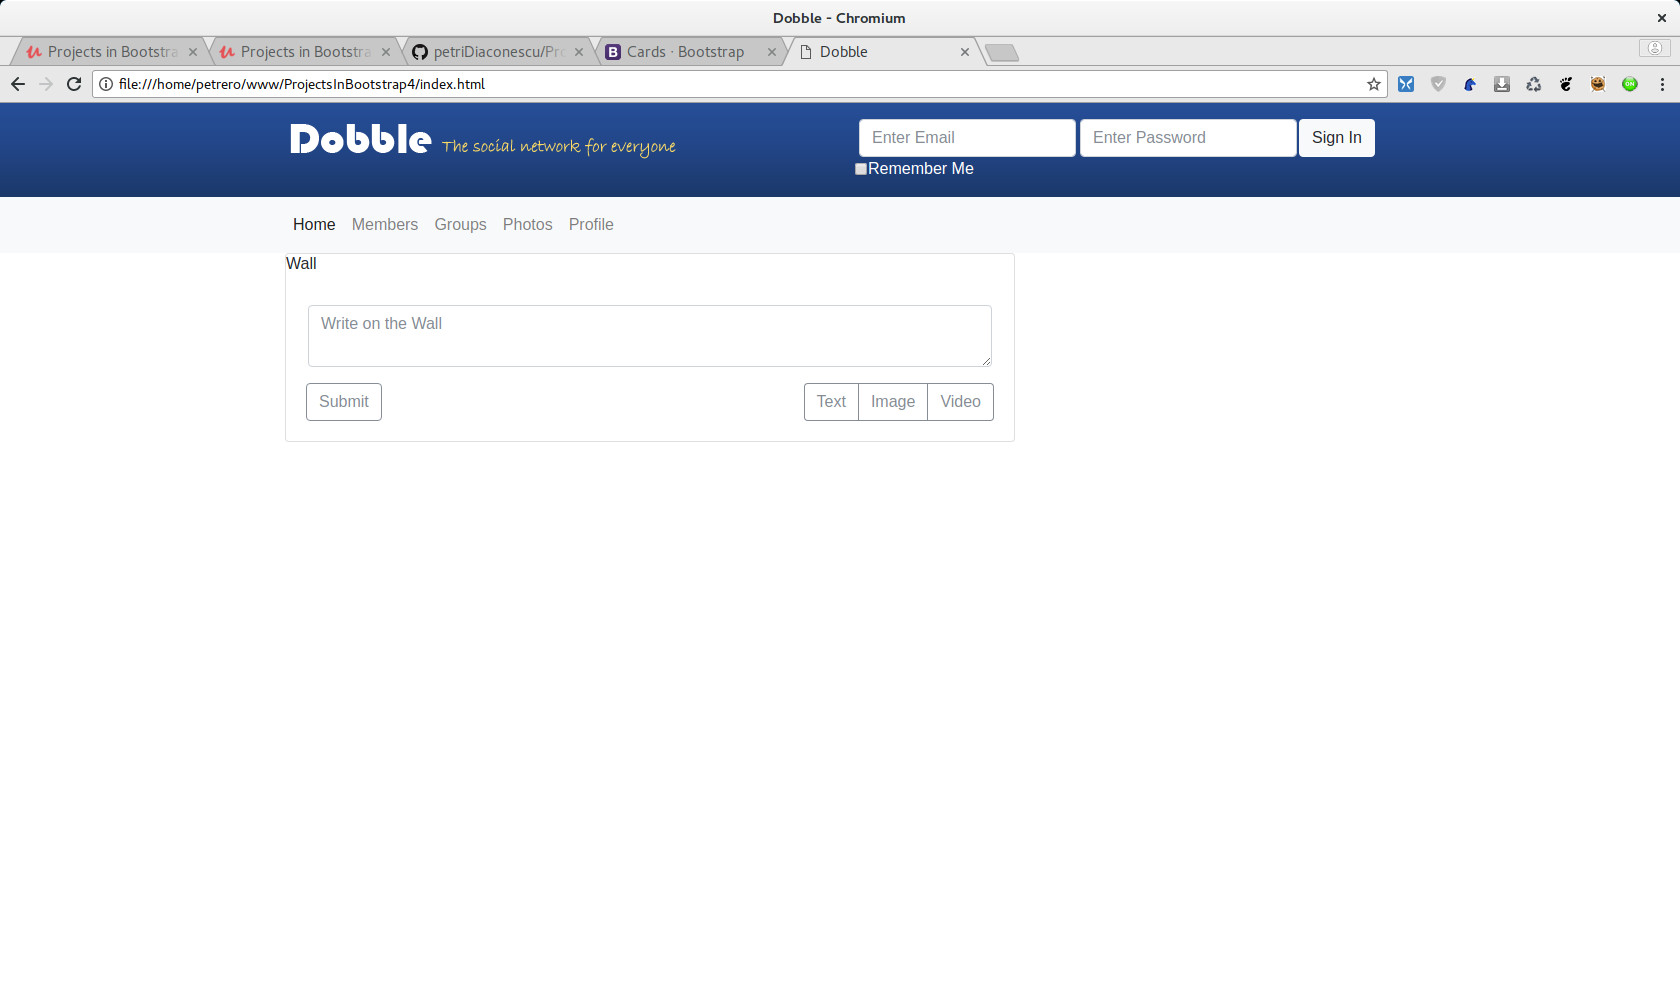 Dobble - Chromium
Projects in Bootstra
Projects in Bootstra
petriDiaconescu/Pro
Cards · Bootstrap
Dobble
file:///home/petrero/www/ProjectsInBootstrap4/index.html
Dobble The social network for everyone
Enter Email
Enter Password
Sign In
Remember Me
Home Members Groups Photos Profile
Wall
Write on the Wall
Submit
Text Image Video